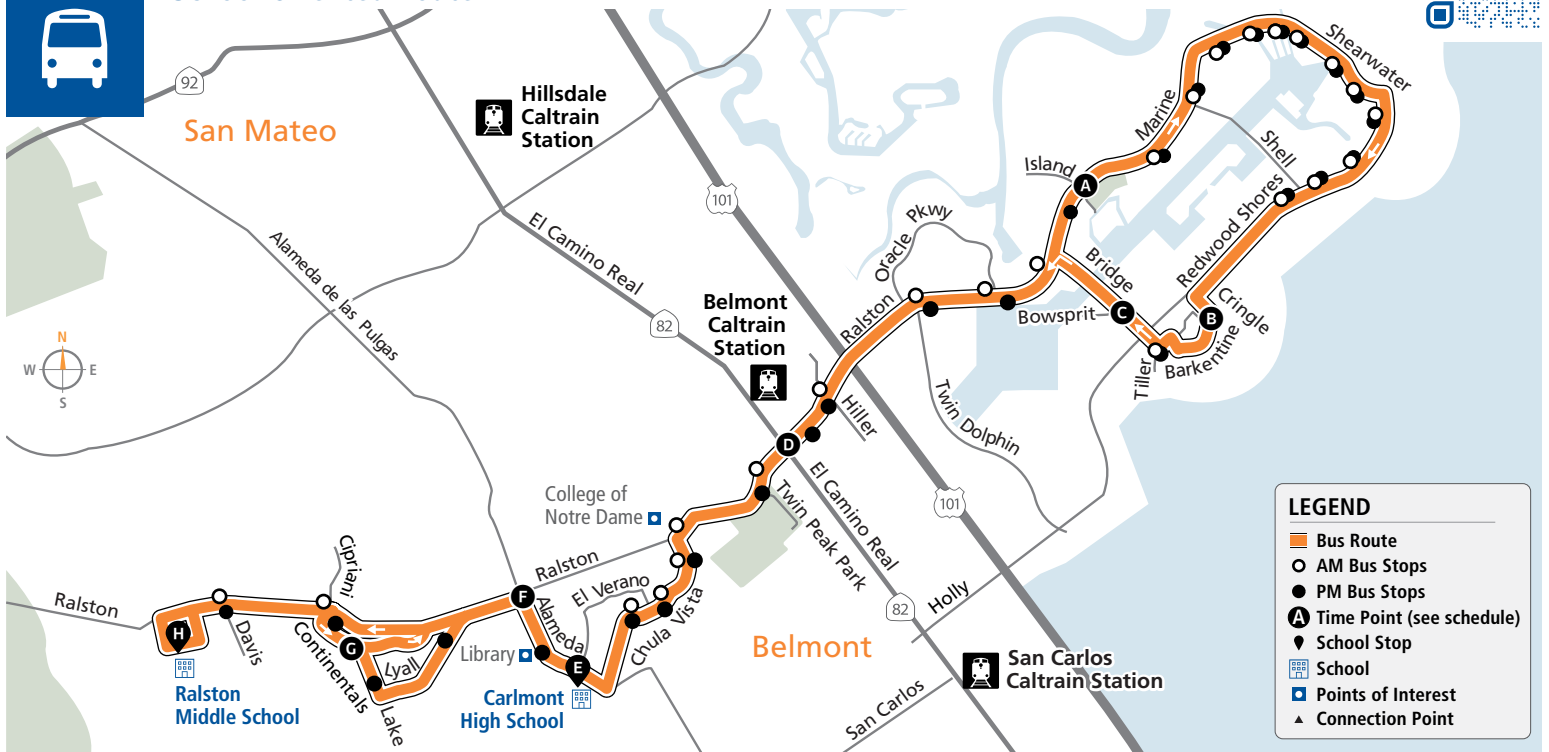 92
San Mateo
Hillsdale
Caltrain
Station
101
Shearwater
Marine
Shell
Island
A
Oracle Pkwy
Redwood Shores
Bridge
Bowsprit
C
B
Cringle
Barkentine
Tiller
El Camino Real
82
Alameda de las Pulgas
Belmont
Caltrain
Station
Ralston
Hiller
Twin Dolphin
D
N
W
E
S
El Camino Real
Twin Peak Park
101
College of
Notre Dame
Ralston
El Verano
Chula Vista
F
Alameda
Library
E
Carlmont
High School
Cipriani
Ralston
H
Davis
Continentals
G
Lyall
Lake
Ralston
Middle School
Belmont
82
Holly
San Carlos
San Carlos
Caltrain Station
LEGEND
Bus Route
AM Bus Stops
PM Bus Stops
A Time Point (see schedule)
School Stop
School
Points of Interest
Connection Point